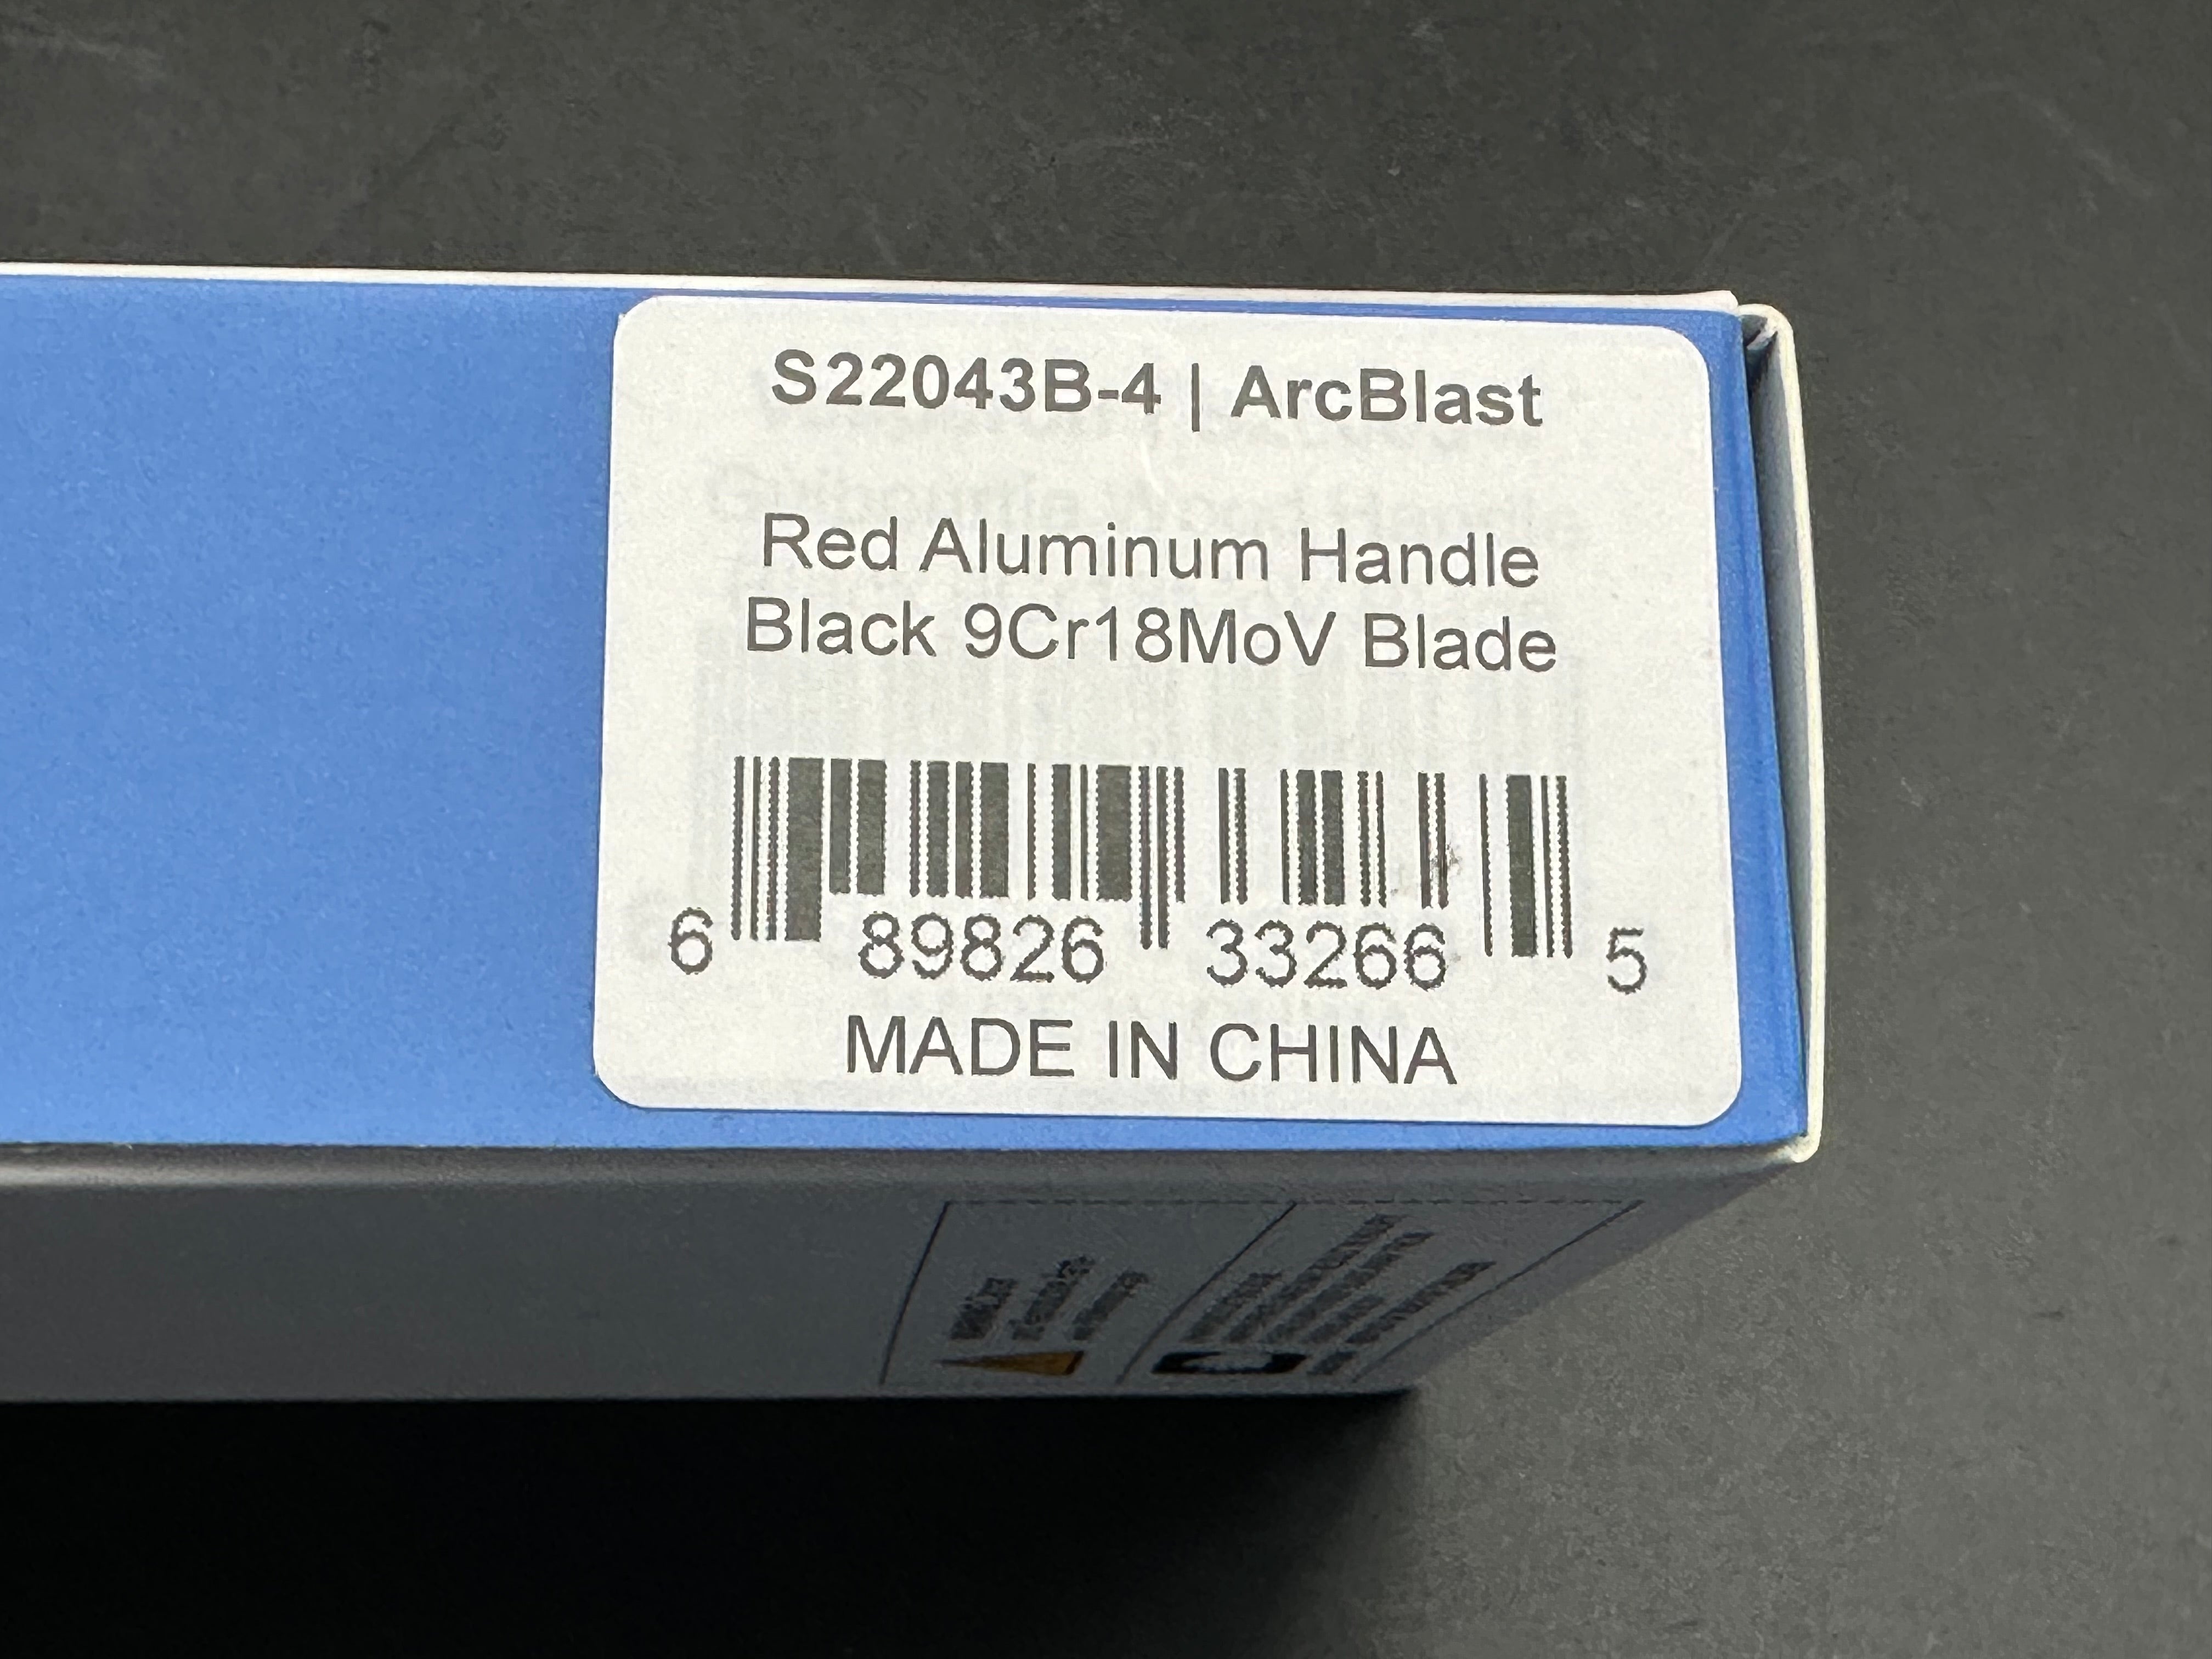 S22043B-4 | ArcBlast
Red Aluminum Handle
Black 9Cr18MoV Blade
6 89826 33266 5
MADE IN CHINA